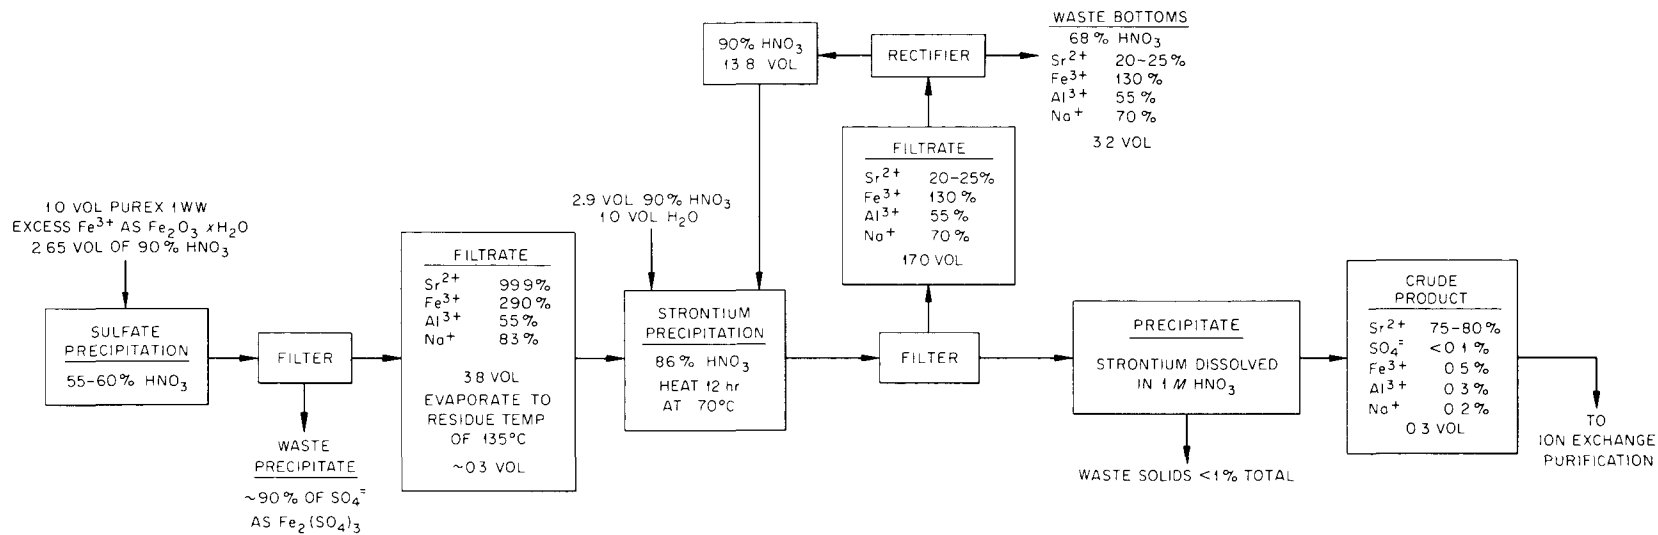 1 0 VOL PUREX 1WW
EXCESS Fe³⁺ AS Fe₂O₃ xH₂O
2 65 VOL OF 90% HNO₃
SULFATE
PRECIPITATION
55-60% HNO₃
FILTER
WASTE
PRECIPITATE
~90% OF SO₄⁼
AS Fe₂(SO₄)₃
FILTRATE
Sr²⁺ 99 9%
Fe³⁺ 290%
Al³⁺ 55%
Na⁺ 83%
3 8 VOL
EVAPORATE TO
RESIDUE TEMP
OF 135°C
~0 3 VOL
2.9 VOL 90% HNO₃
1 0 VOL H₂O
90% HNO₃
13 8 VOL
STRONTIUM
PRECIPITATION
86% HNO₃
HEAT 12 hr
AT 70°C
RECTIFIER
WASTE BOTTOMS
68% HNO₃
Sr²⁺ 20-25%
Fe³⁺ 130%
Al³⁺ 55%
Na⁺ 70%
3 2 VOL
FILTRATE
Sr²⁺ 20-25%
Fe³⁺ 130%
Al³⁺ 55%
Na⁺ 70%
17 0 VOL
FILTER
PRECIPITATE
STRONTIUM DISSOLVED
IN 1 M HNO₃
WASTE SOLIDS <1% TOTAL
CRUDE
PRODUCT
Sr²⁺ 75-80%
SO₄⁼ <0 1%
Fe³⁺ 0 5%
Al³⁺ 0 3%
Na⁺ 0 2%
0 3 VOL
TO
ION EXCHANGE
PURIFICATION